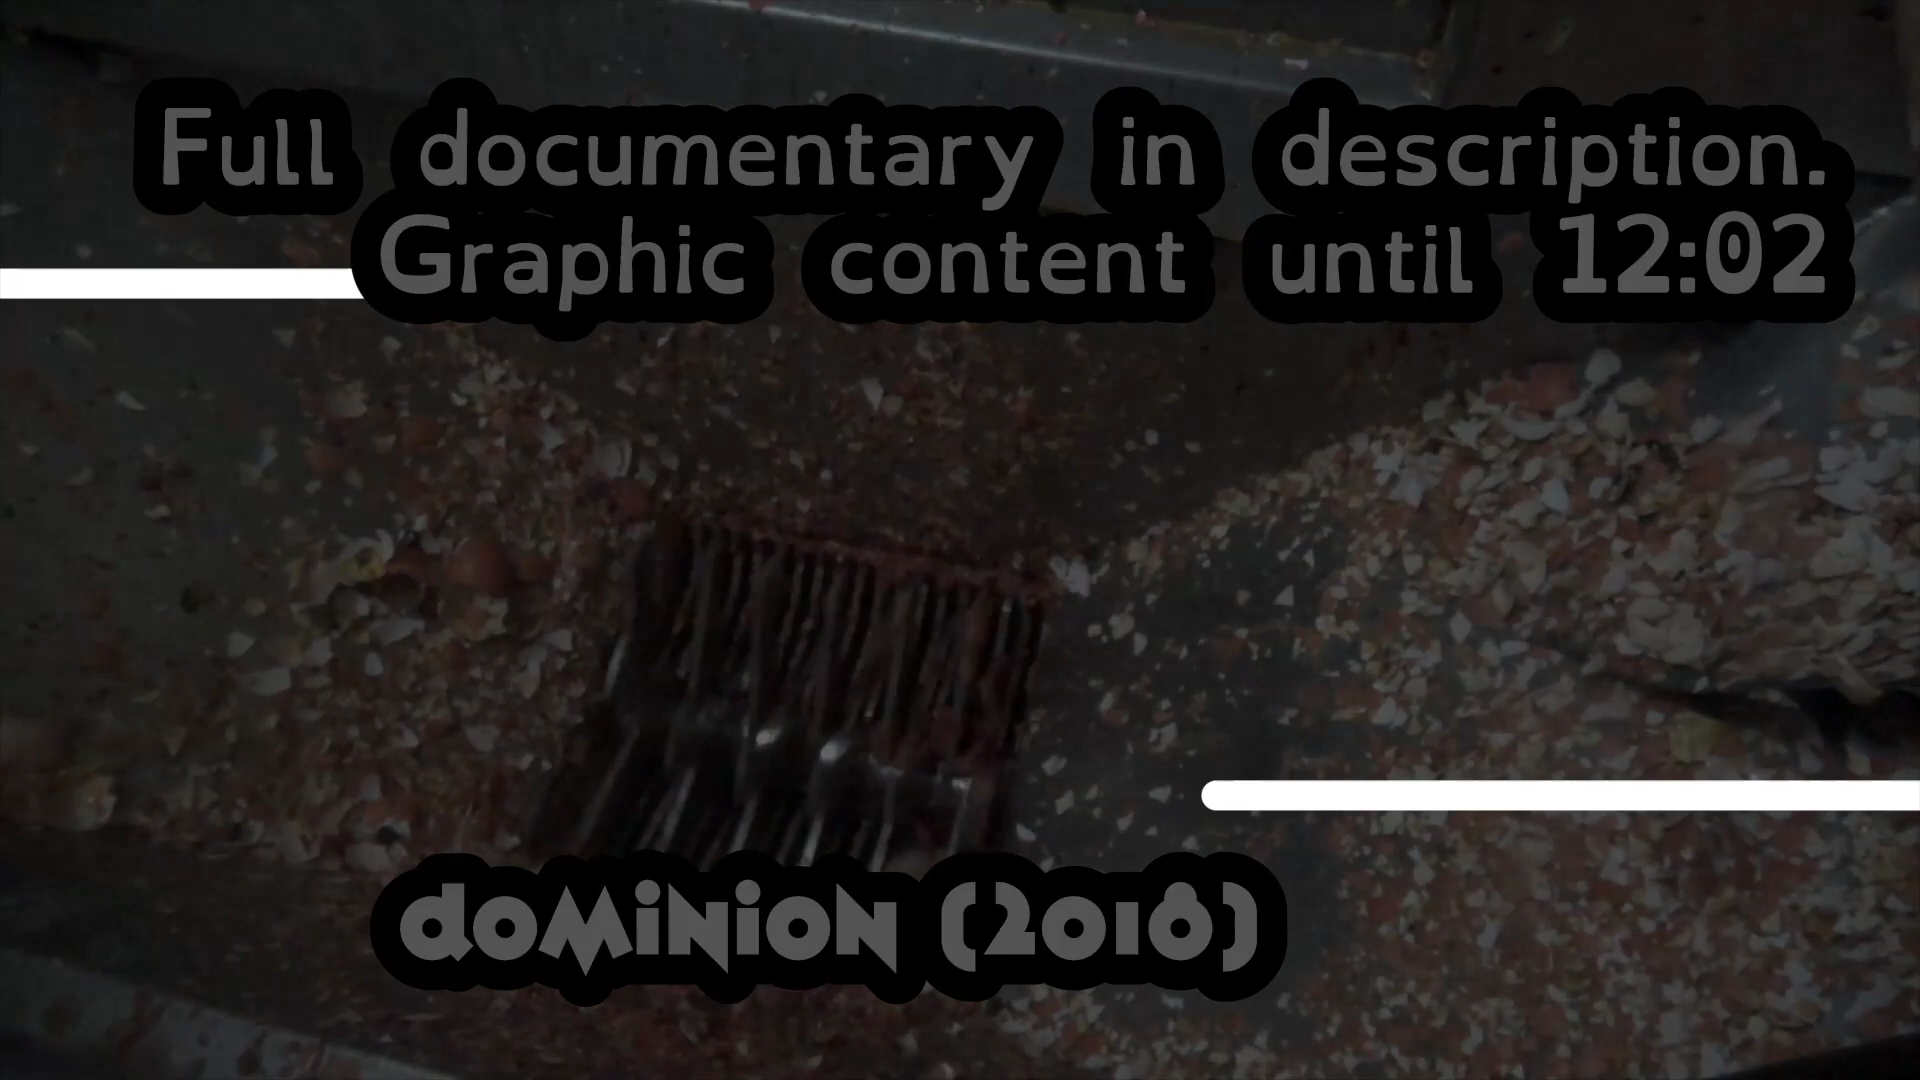 Full documentary in description.
Graphic content until 12:02
doMiNioN (2018)